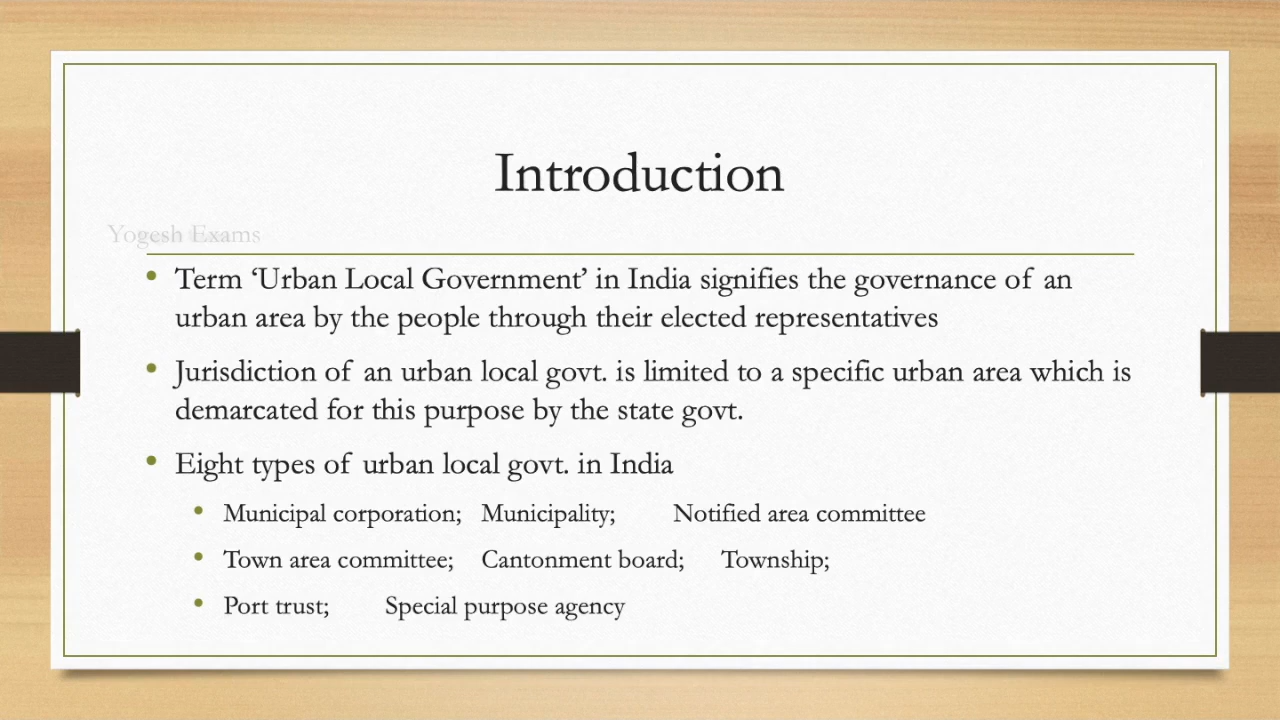 Introduction
Yogesh Exams
• Term ‘Urban Local Government’ in India signifies the governance of an
urban area by the people through their elected representatives
• Jurisdiction of an urban local govt. is limited to a specific urban area which is
demarcated for this purpose by the state govt.
• Eight types of urban local govt. in India
• Municipal corporation; Municipality; Notified area committee
• Town area committee; Cantonment board; Township;
• Port trust; Special purpose agency